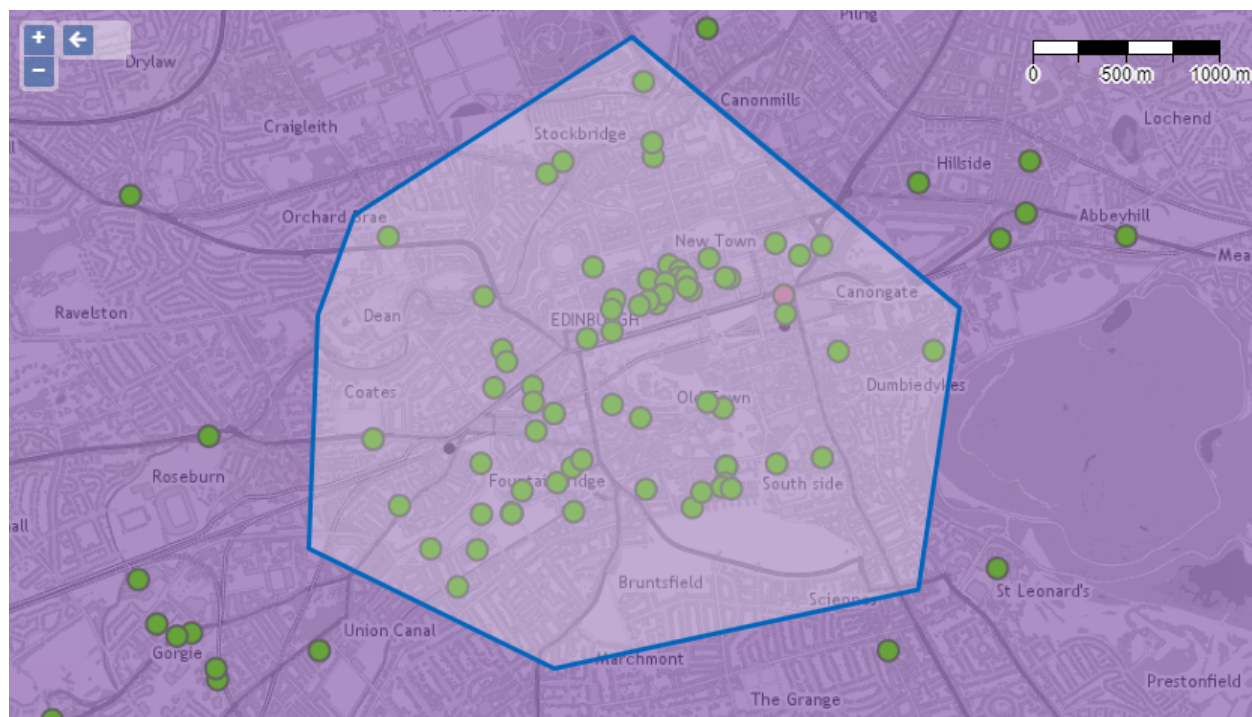 Pilrig
+
−
Drylaw
0
500 m
1000 m
Canonmills
Craigleith
Stockbridge
Lochend
Hillside
Orchard Brae
Abbeyhill
New Town
Ravelston
Dean
EDINBURGH
Canongate
Coates
Old Town
Dumbiedykes
Roseburn
Fountainbridge
South side
Bruntsfield
St Leonard's
Sciennes
Union Canal
Gorgie
Marchmont
Prestonfield
The Grange